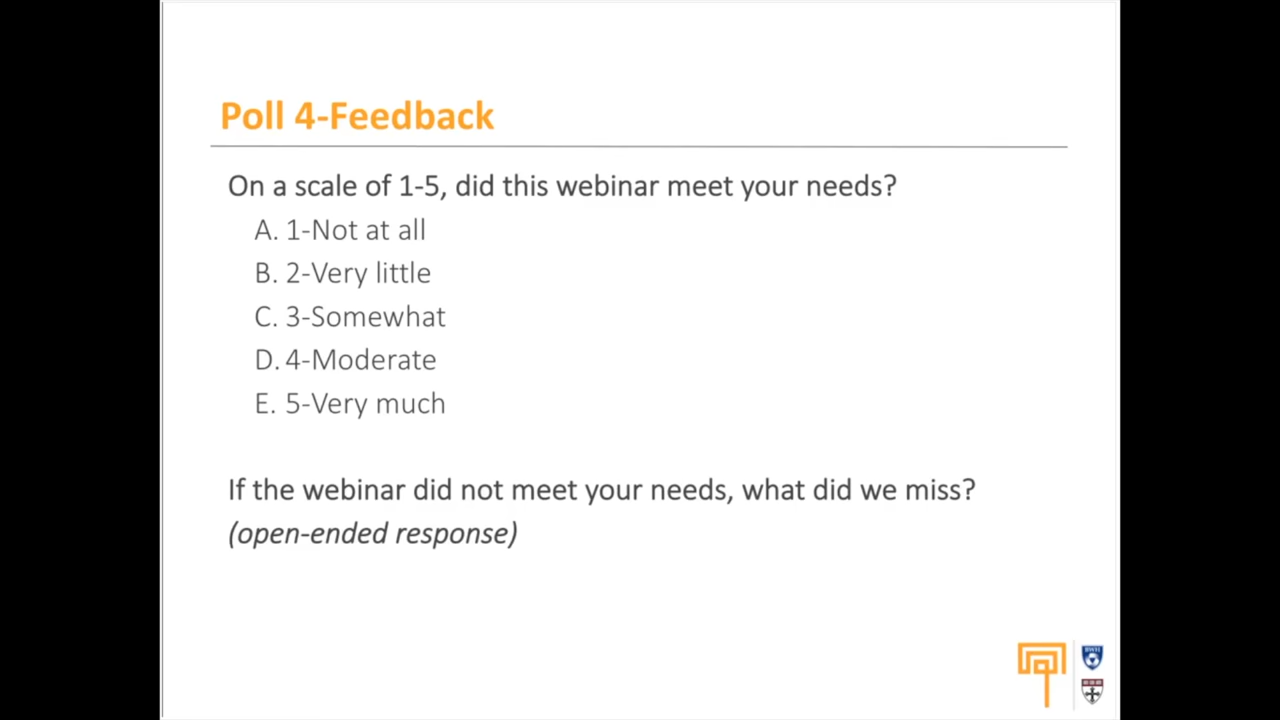 Poll 4-Feedback
On a scale of 1-5, did this webinar meet your needs?
A. 1-Not at all
B. 2-Very little
C. 3-Somewhat
D. 4-Moderate
E. 5-Very much
If the webinar did not meet your needs, what did we miss?
(open-ended response)
BWH